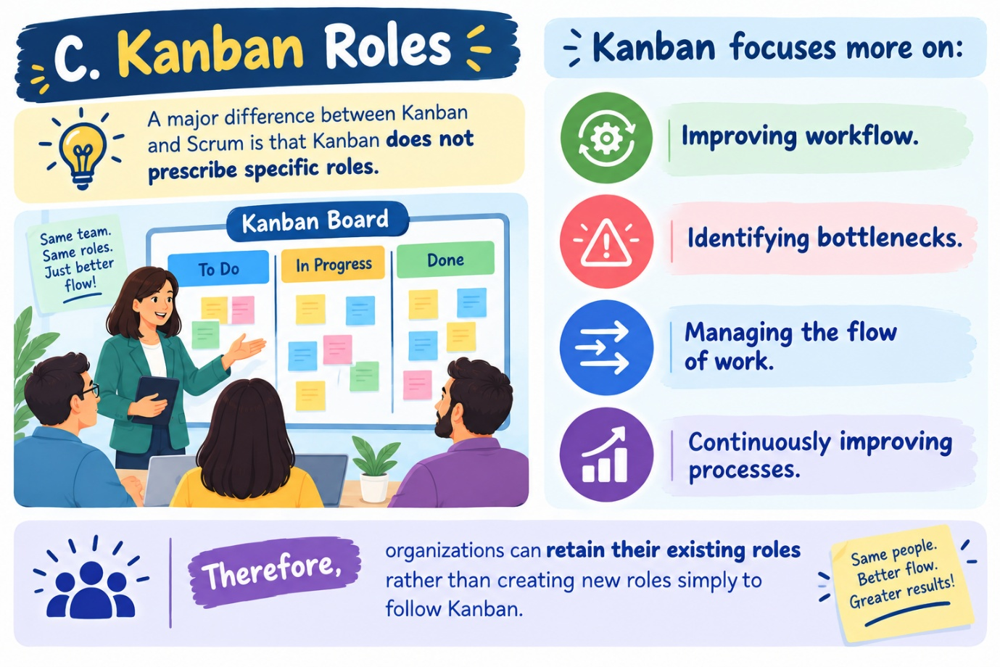 C. Kanban Roles
A major difference between Kanban
and Scrum is that Kanban does not
prescribe specific roles.
Kanban Board
Same team.
Same roles.
Just better
flow!
To Do
In Progress
Done
Kanban focuses more on:
Improving workflow.
Identifying bottlenecks.
Managing the flow
of work.
Continuously improving
processes.
Therefore,
organizations can retain their existing roles
rather than creating new roles simply to
follow Kanban.
Same people.
Better flow.
Greater results!